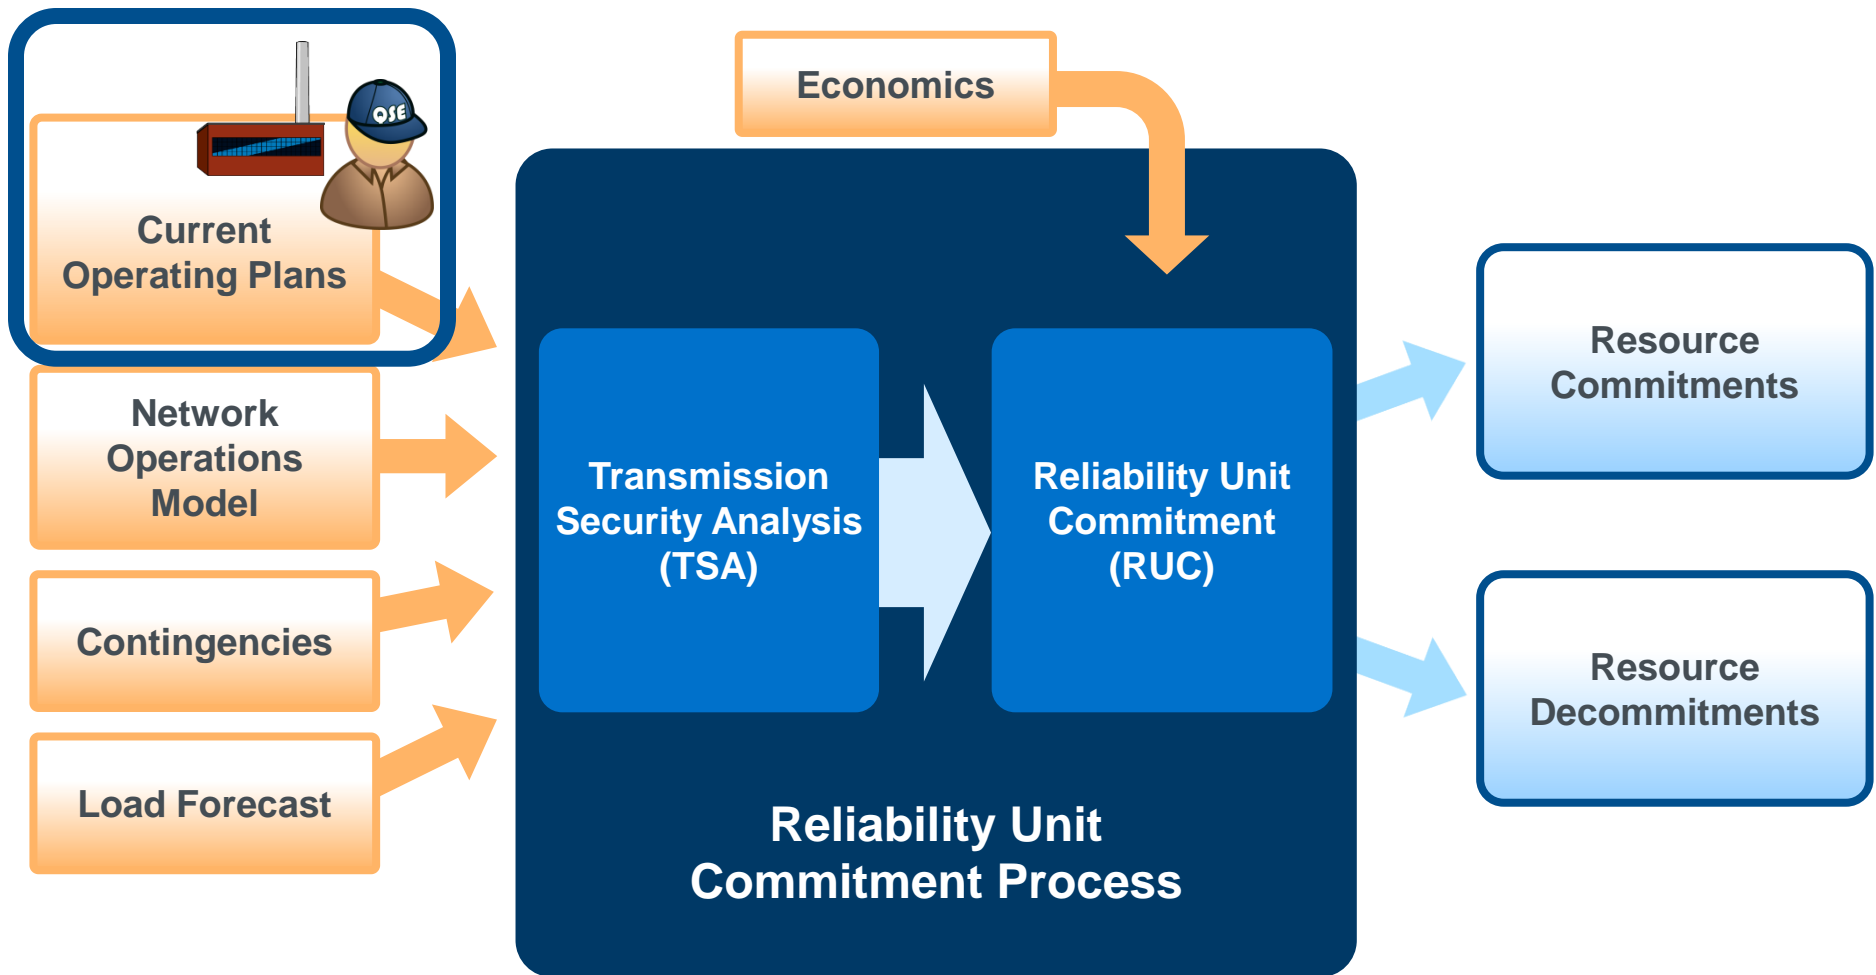 Economics
QSE
Current
Operating Plans
Network
Operations
Model
Contingencies
Load Forecast
Transmission
Security Analysis
(TSA)
Reliability Unit
Commitment
(RUC)
Reliability Unit
Commitment Process
Resource
Commitments
Resource
Decommitments